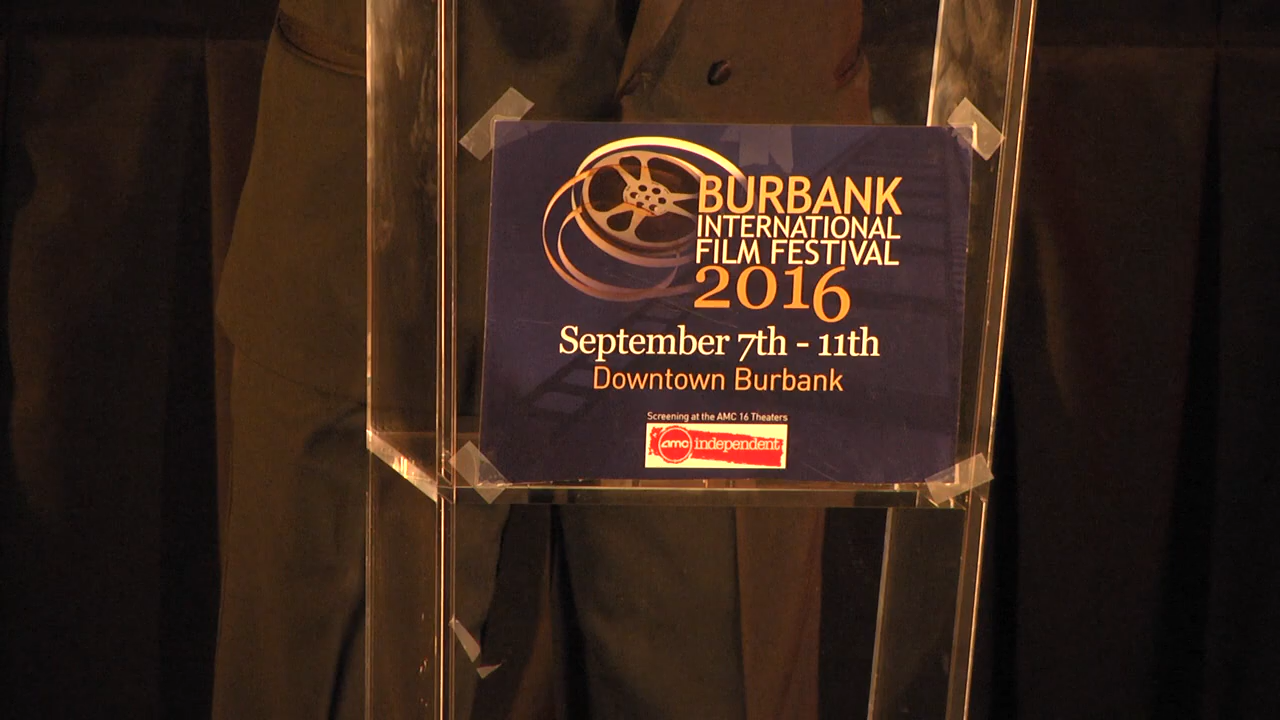 BURBANK
INTERNATIONAL
FILM FESTIVAL
2016
September 7th - 11th
Downtown Burbank
Screening at the AMC 16 Theaters
amc independent